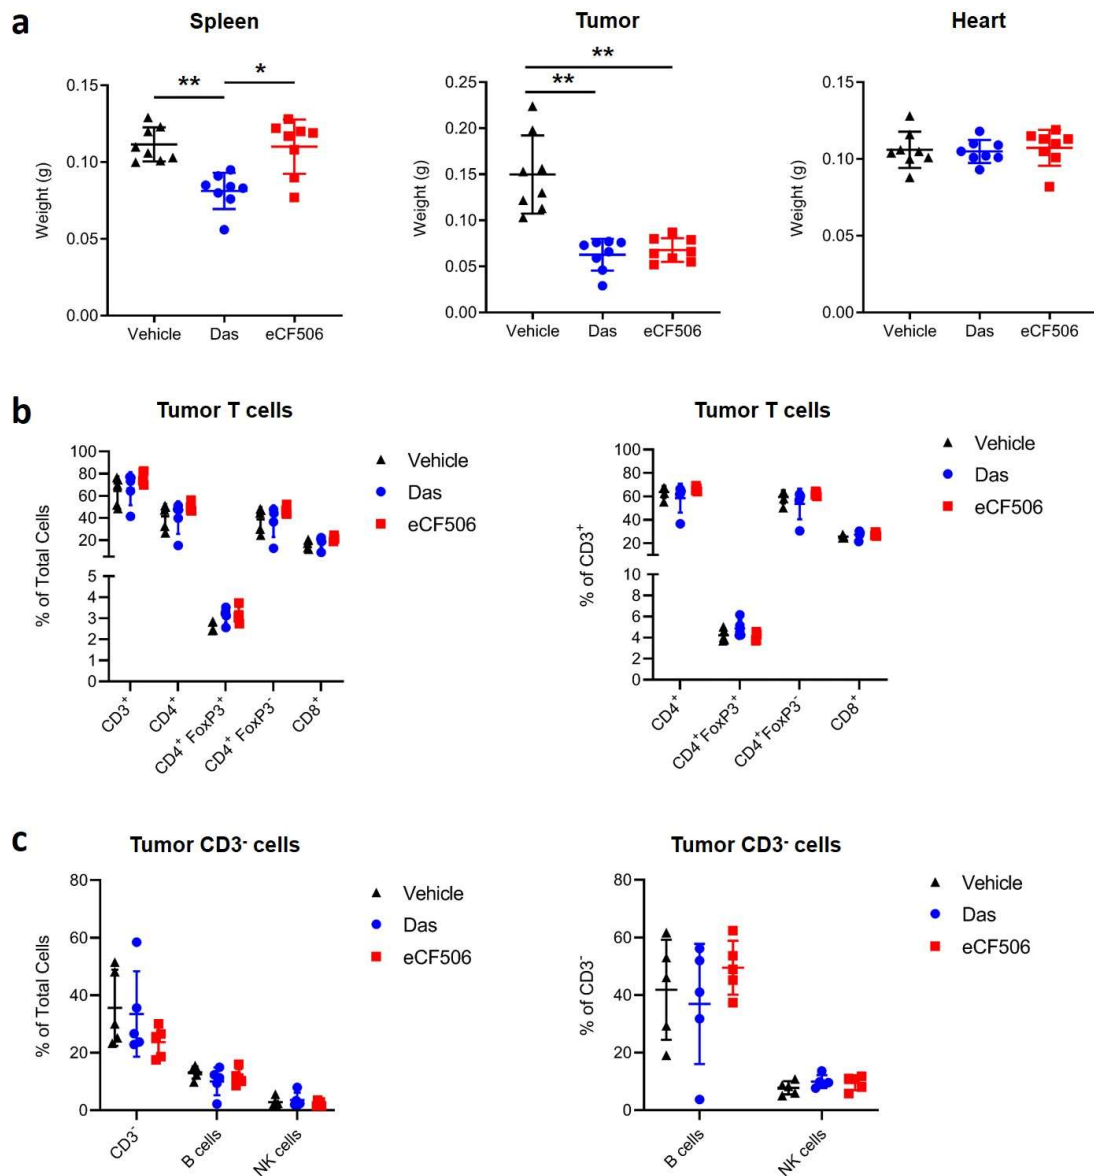 a
Spleen
Tumor
Heart
** *
**
**
Weight (g)
0.15
0.10
0.05
0.00
Vehicle Das eCF506
Weight (g)
0.25
0.20
0.15
0.10
0.05
0.00
Vehicle Das eCF506
Weight (g)
0.15
0.10
0.05
0.00
Vehicle Das eCF506
b
Tumor T cells
% of Total Cells
100
80
60
40
20
5
4
3
2
1
0
CD3⁺
CD4⁺
CD4⁺ FoxP3⁺
CD4⁺ FoxP3⁻
CD8⁺
Vehicle
Das
eCF506
Tumor T cells
% of CD3⁺
100
80
60
40
20
10
8
6
4
2
0
CD4⁺
CD4⁺FoxP3⁺
CD4⁺FoxP3⁻
CD8⁺
Vehicle
Das
eCF506
c
Tumor CD3⁻ cells
% of Total Cells
80
60
40
20
0
CD3⁻
B cells
NK cells
Vehicle
Das
eCF506
Tumor CD3⁻ cells
% of CD3⁻
80
60
40
20
0
B cells
NK cells
Vehicle
Das
eCF506